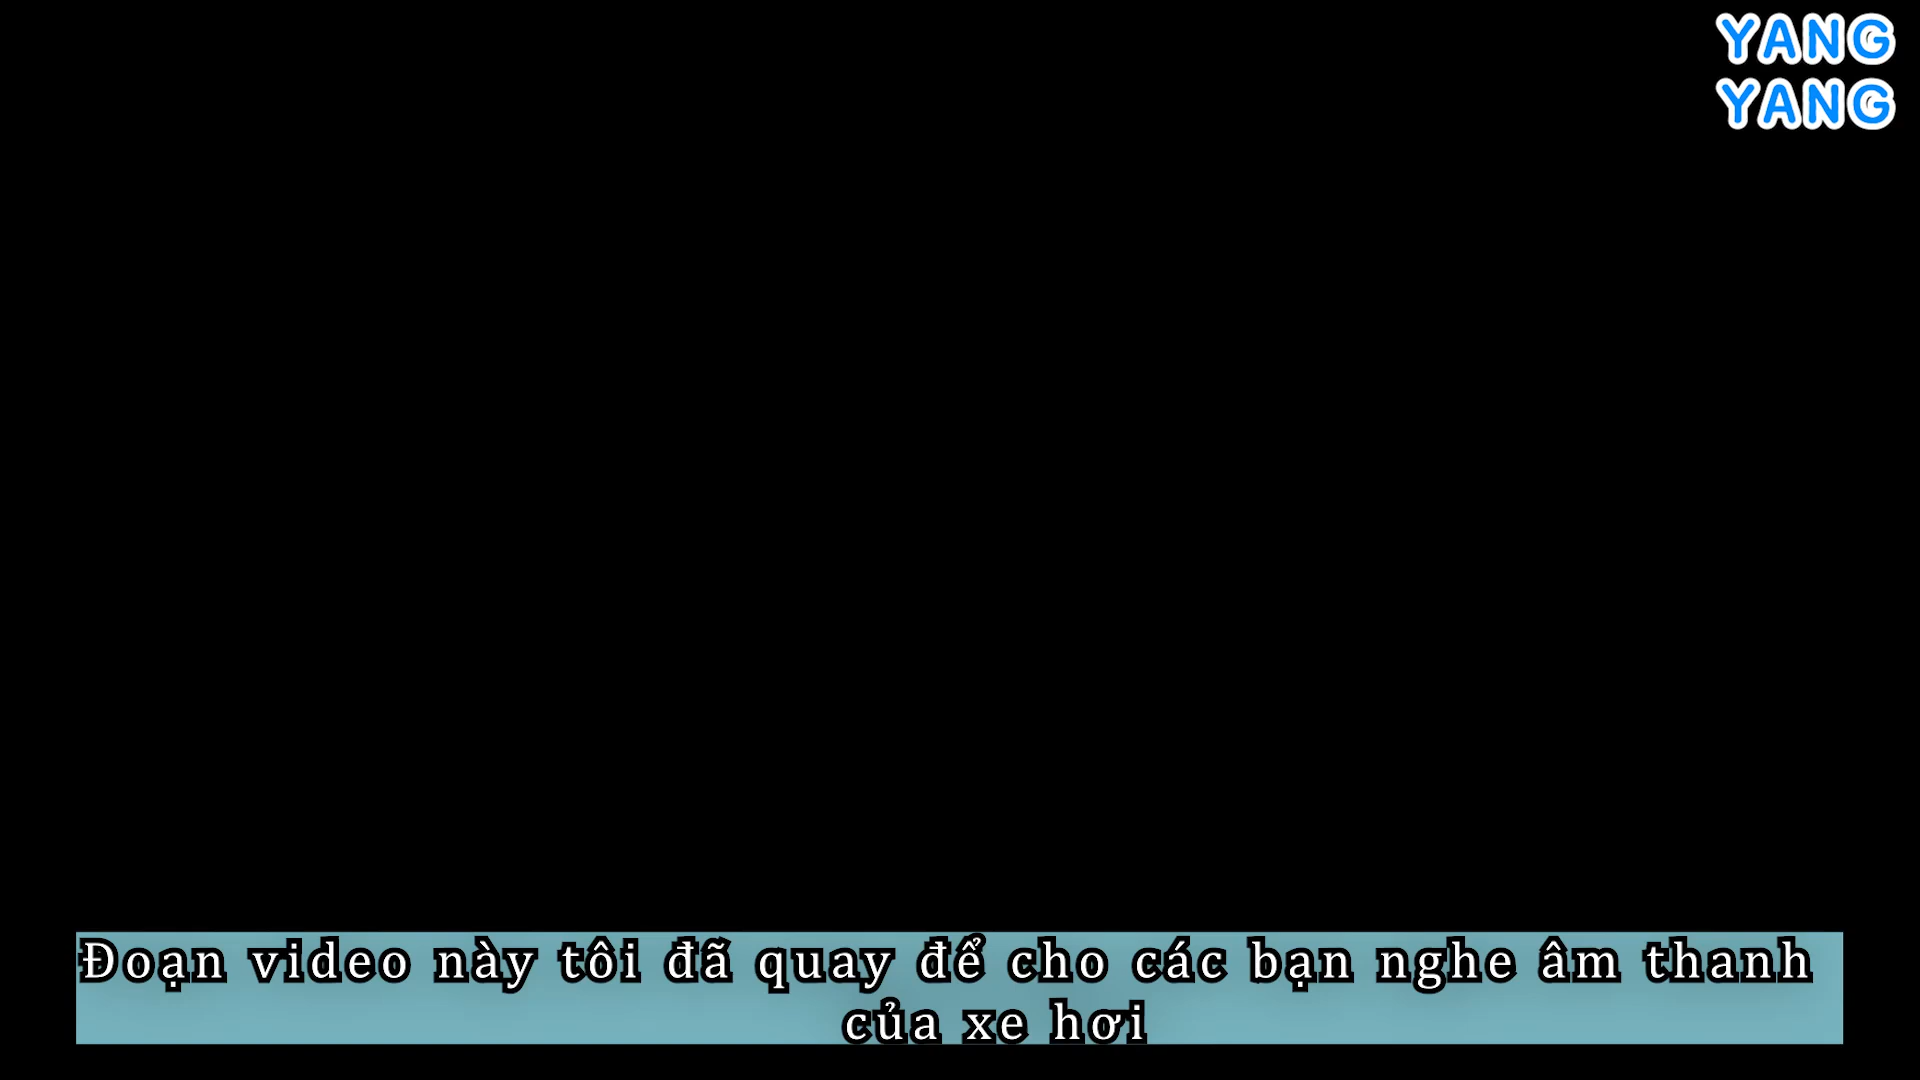 YANG
YANG
Đoạn video này tôi đã quay để cho các bạn nghe âm thanh
của xe hơi